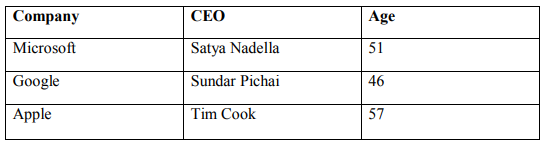 Company CEO Age
Microsoft Satya Nadella 51
Google Sundar Pichai 46
Apple Tim Cook 57